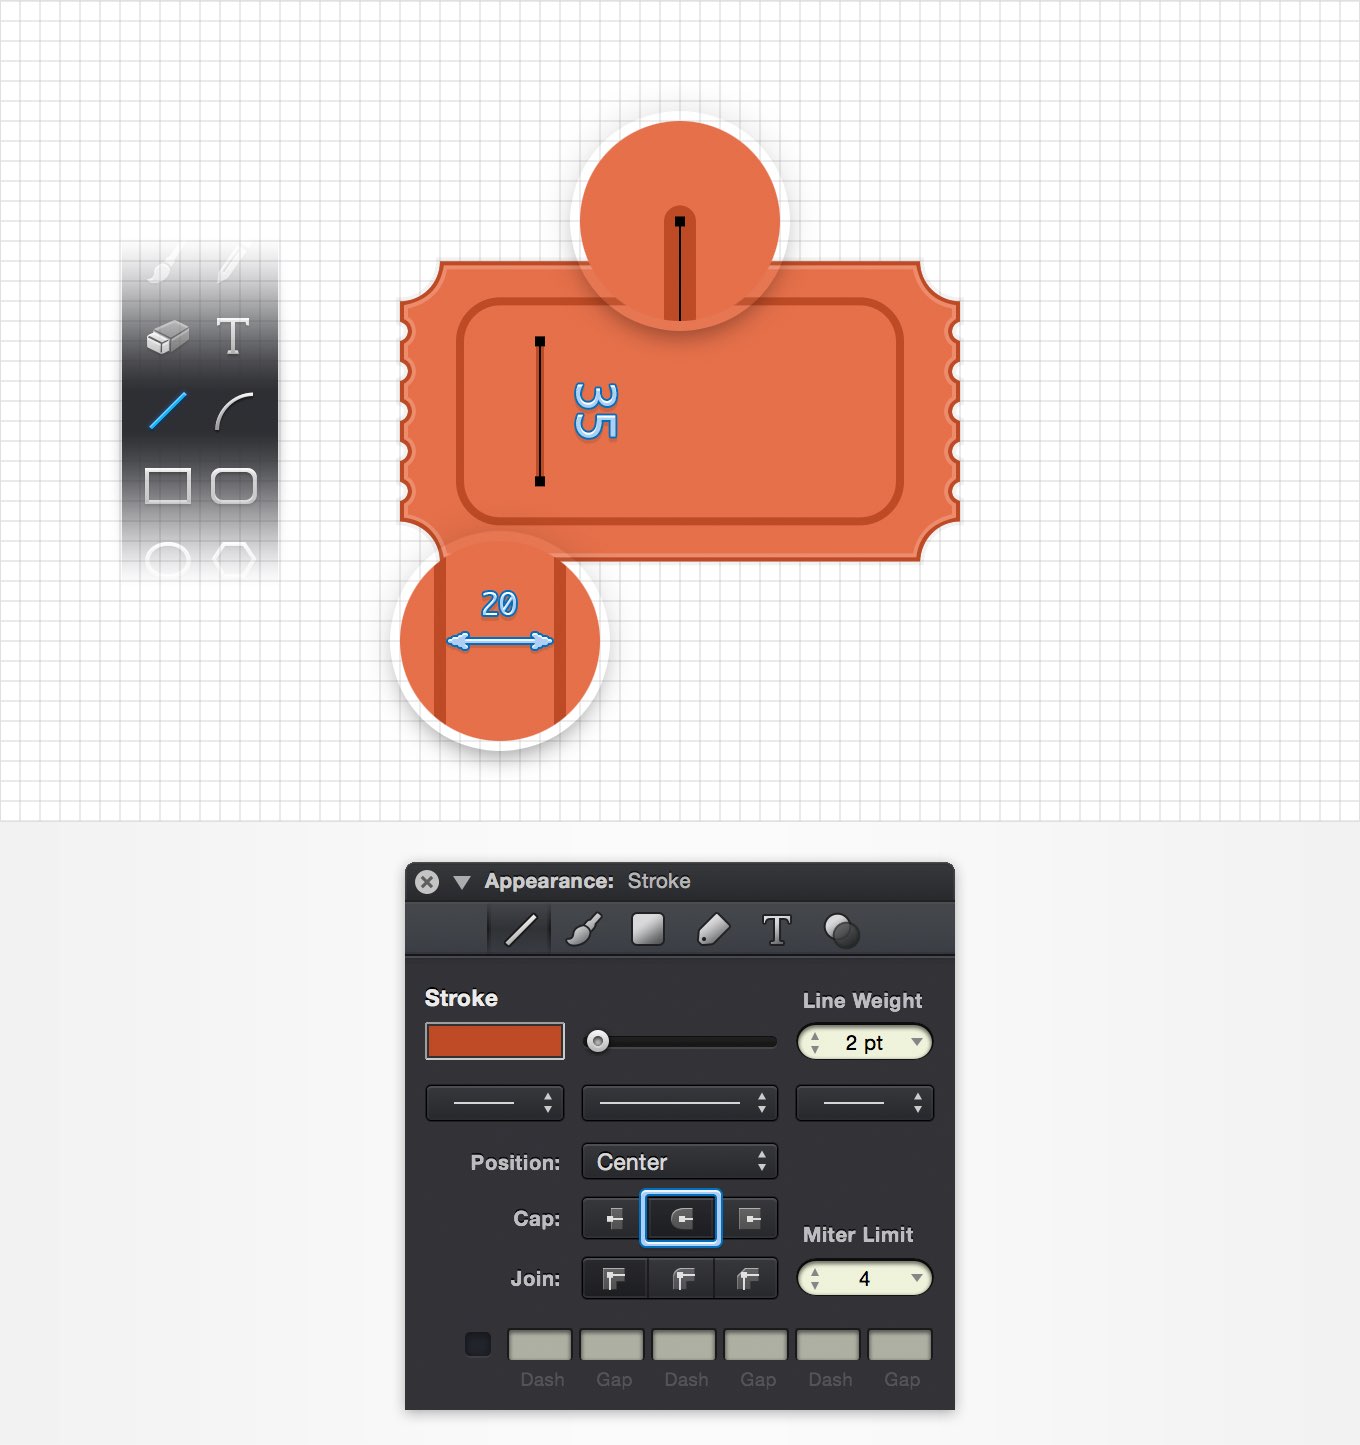 T
35
20
Appearance: Stroke
T
Stroke
Line Weight
2 pt
Position:
Center
Cap:
Miter Limit
Join:
4
Dash Gap Dash Gap Dash Gap